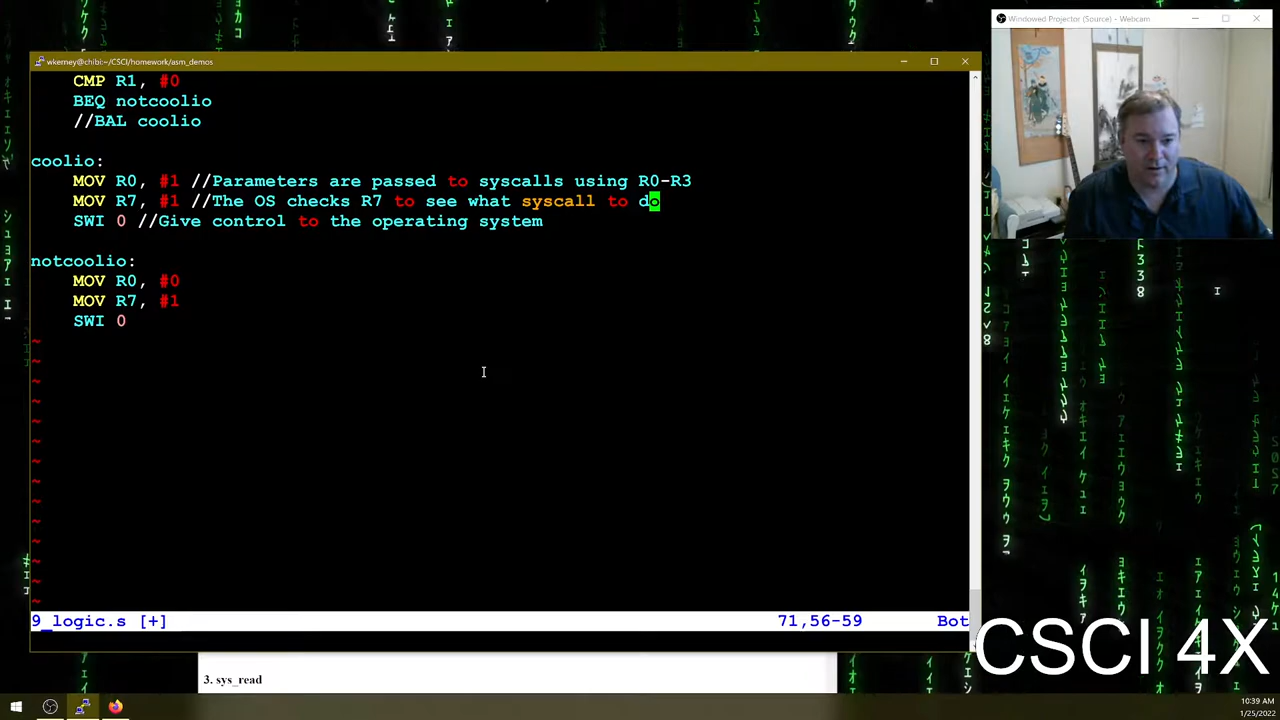 Windowed Projector (Source) - Webcam
wkerney@chibi:~/CSCI/homework/asm_demos
CMP R1, #0
BEQ notcoolio
//BAL coolio
coolio:
MOV R0, #1 //Parameters are passed to syscalls using R0-R3
MOV R7, #1 //The OS checks R7 to see what syscall to do
SWI 0 //Give control to the operating system
notcoolio:
MOV R0, #0
MOV R7, #1
SWI 0
~
~
~
~
~
~
~
~
~
~
~
~
~
~
9_logic.s [+] 71,56-59 Bot
CSCI 4X
3. sys_read
10:39 AM
1/25/2022